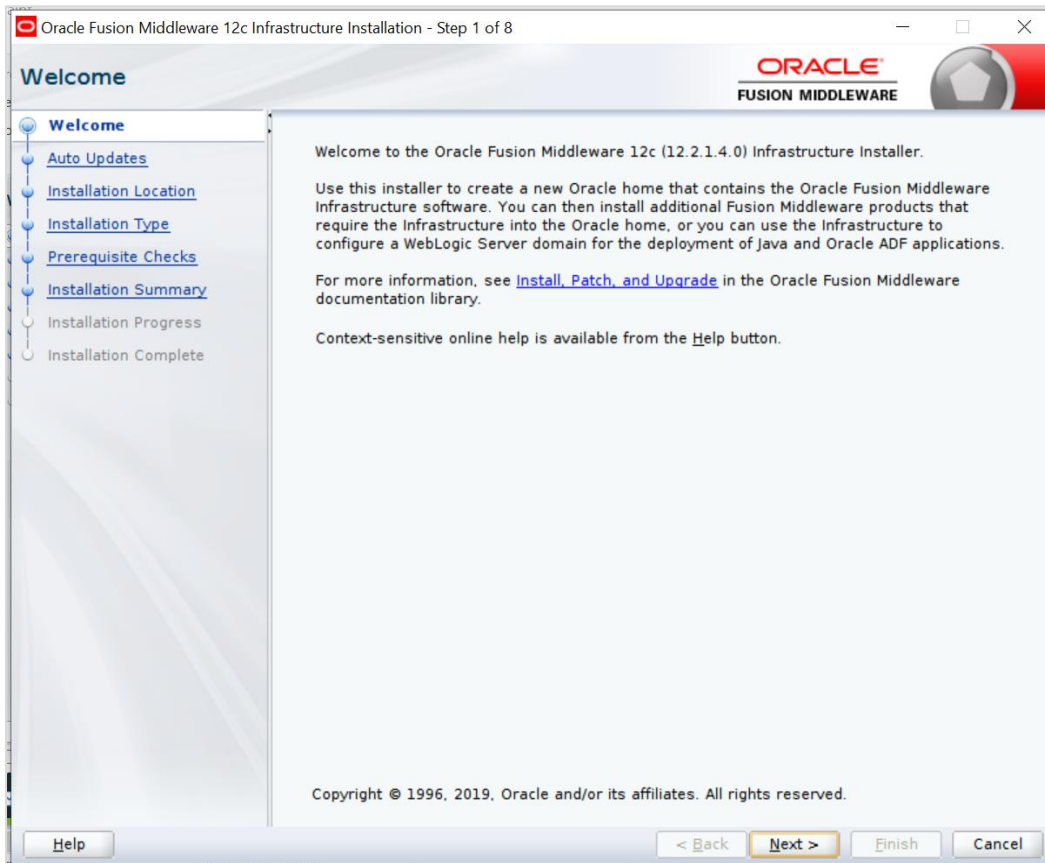 Oracle Fusion Middleware 12c Infrastructure Installation - Step 1 of 8
Welcome
ORACLE
FUSION MIDDLEWARE
Welcome
Auto Updates
Installation Location
Installation Type
Prerequisite Checks
Installation Summary
Installation Progress
Installation Complete
Welcome to the Oracle Fusion Middleware 12c (12.2.1.4.0) Infrastructure Installer.
Use this installer to create a new Oracle home that contains the Oracle Fusion Middleware
Infrastructure software. You can then install additional Fusion Middleware products that
require the Infrastructure into the Oracle home, or you can use the Infrastructure to
configure a WebLogic Server domain for the deployment of Java and Oracle ADF applications.
For more information, see Install, Patch, and Upgrade in the Oracle Fusion Middleware
documentation library.
Context-sensitive online help is available from the Help button.
Copyright © 1996, 2019, Oracle and/or its affiliates. All rights reserved.
Help
< Back
Next >
Finish
Cancel